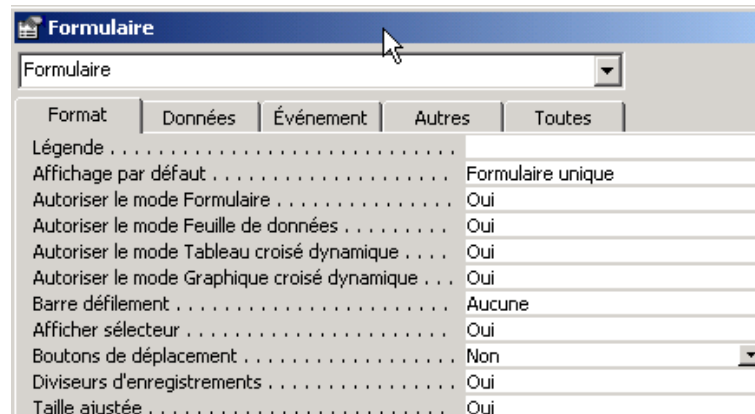 Formulaire
Formulaire
Format Données Événement Autres Toutes
Légende . . . . . . . . . . . . . . . . . . . . . . . . . . . . .
Affichage par défaut . . . . . . . . . . . . . . . . . . . . Formulaire unique
Autoriser le mode Formulaire . . . . . . . . . . . . . . . Oui
Autoriser le mode Feuille de données . . . . . . . . . Oui
Autoriser le mode Tableau croisé dynamique . . . . Oui
Autoriser le mode Graphique croisé dynamique . . . Oui
Barre défilement . . . . . . . . . . . . . . . . . . . . . . . Aucune
Afficher sélecteur . . . . . . . . . . . . . . . . . . . . . . Oui
Boutons de déplacement . . . . . . . . . . . . . . . . . . Non
Diviseurs d'enregistrements . . . . . . . . . . . . . . . . Oui
Taille ajustée . . . . . . . . . . . . . . . . . . . . . . . . . Oui